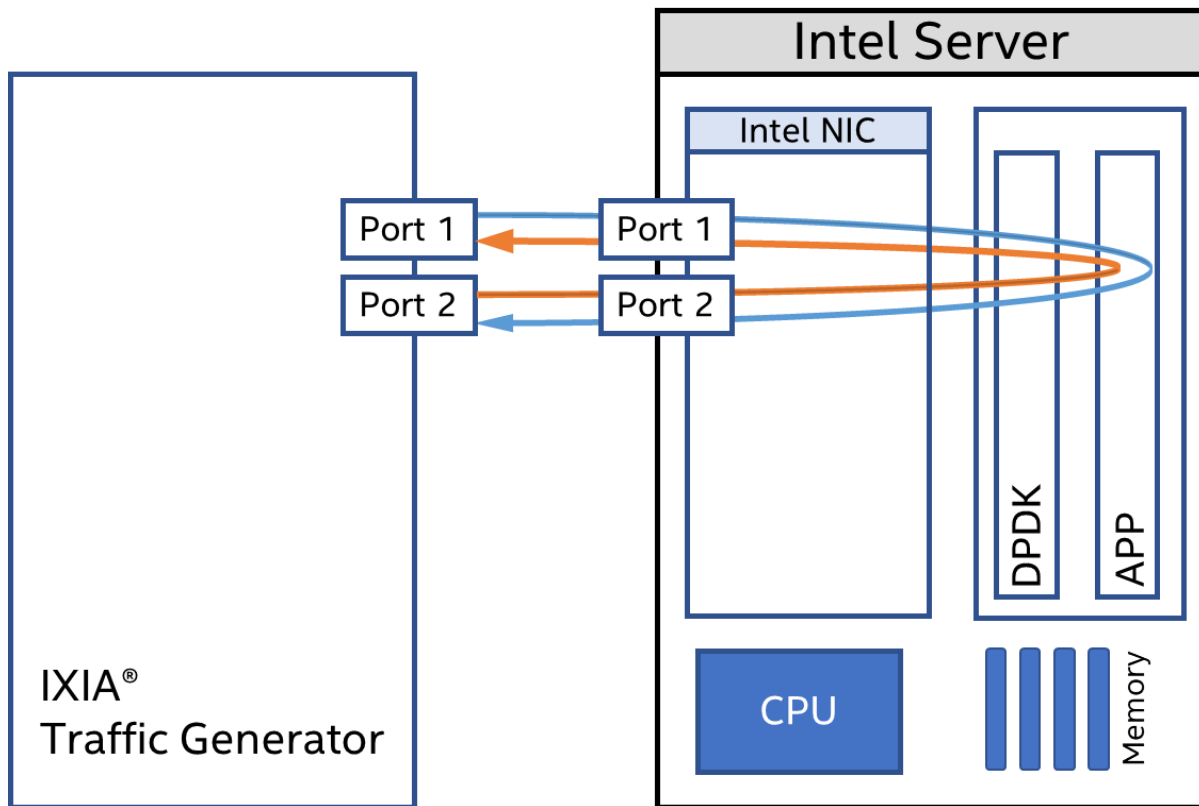 Intel Server
Intel NIC
Port 1
Port 1
Port 2
Port 2
DPDK
APP
IXIA®
Traffic Generator
CPU
Memory